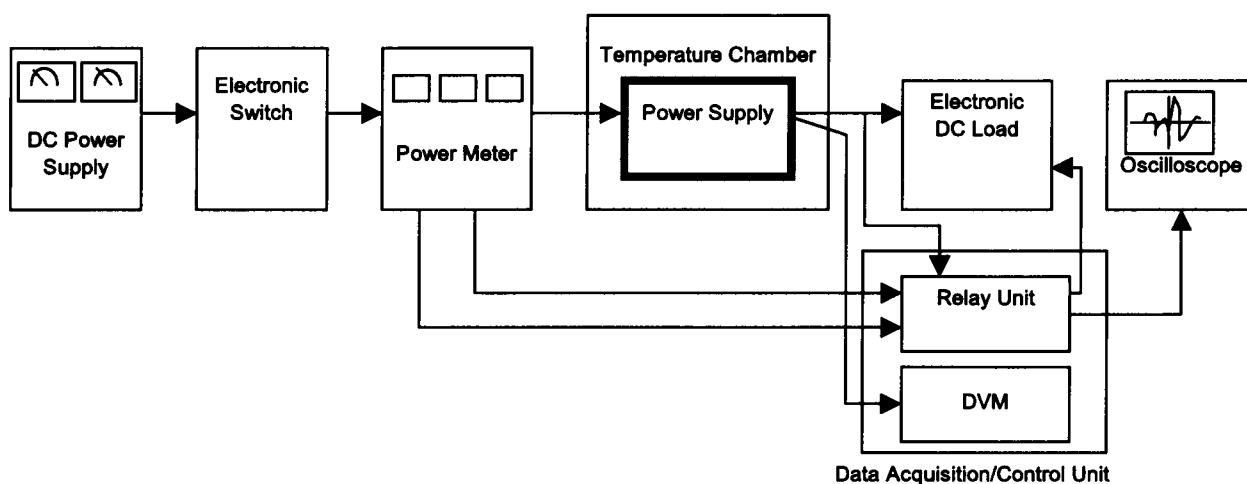 DC Power
Supply
Electronic
Switch
Power Meter
Temperature Chamber
Power Supply
Electronic
DC Load
Oscilloscope
Relay Unit
DVM
Data Acquisition/Control Unit